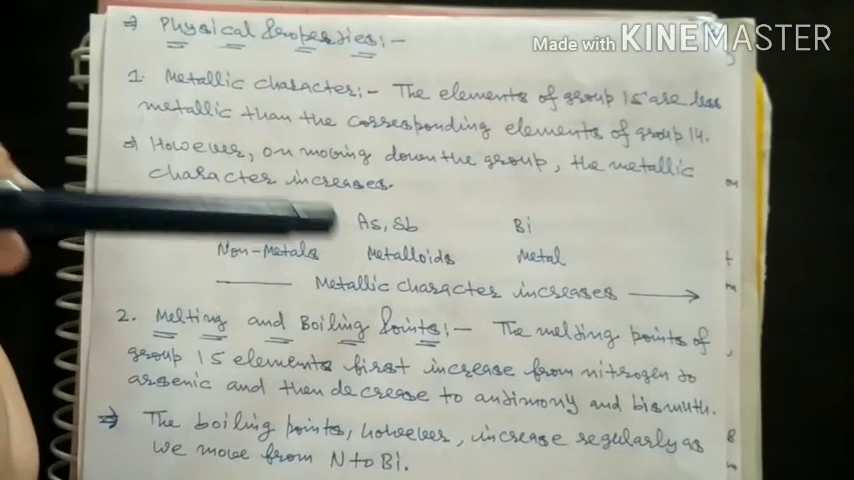 Made with KINEMASTER
⇒ Physical Properties:-
1. Metallic character:- The elements of group 15 are less
metallic than the corresponding elements of group 14.
However, on moving down the group, the metallic
character increases.
As, Sb Bi
Non-Metals Metalloids Metal
Metallic character increases →
2. Melting and Boiling Points:- The melting points of
group 15 elements first increase from nitrogen to
arsenic and then decrease to antimony and bismuth.
⇒ The boiling points, however, increase regularly as
we move from N to Bi.